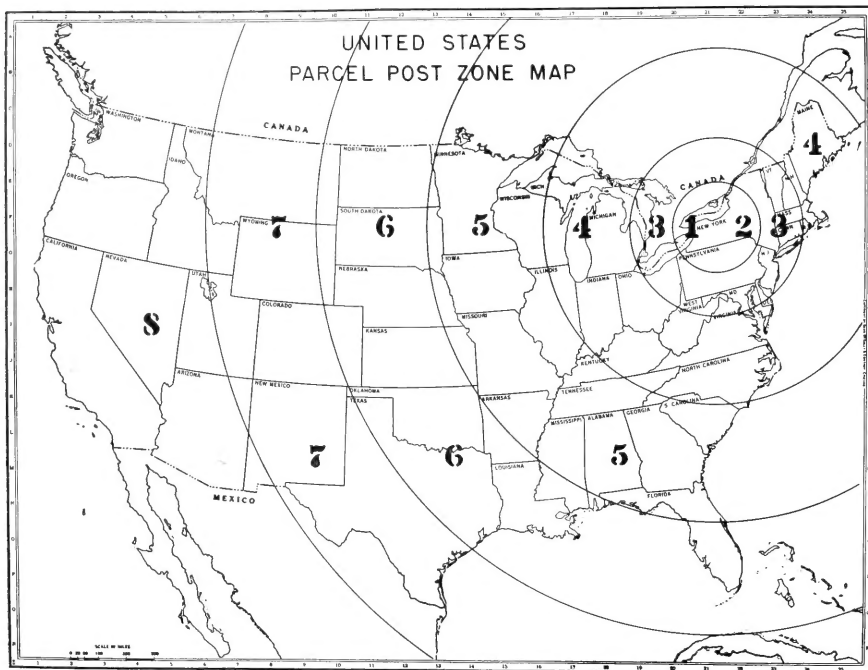 UNITED STATES
PARCEL POST ZONE MAP
CANADA
WASHINGTON
MONTANA
NORTH DAKOTA
MINNESOTA
MAINE
4
IDAHO
OREGON
WYOMING
SOUTH DAKOTA
WISCONSIN
MICH
MICHIGAN
CANADA
VT
NH
MASS
NEW YORK
7
6
5
4
3
1
2
3
CALIFORNIA
NEVADA
UTAH
NEBRASKA
IOWA
ILLINOIS
INDIANA
OHIO
PENNSYLVANIA
N J
WEST
VIRGINIA
MD
VIRGINIA
8
COLORADO
KANSAS
MISSOURI
KENTUCKY
ARIZONA
NEW MEXICO
OKLAHOMA
TEXAS
ARKANSAS
TENNESSEE
NORTH CAROLINA
S CAROLINA
MISSISSIPPI
ALABAMA
GEORGIA
7
6
5
LOUISIANA
FLORIDA
MEXICO
SCALE OF MILES